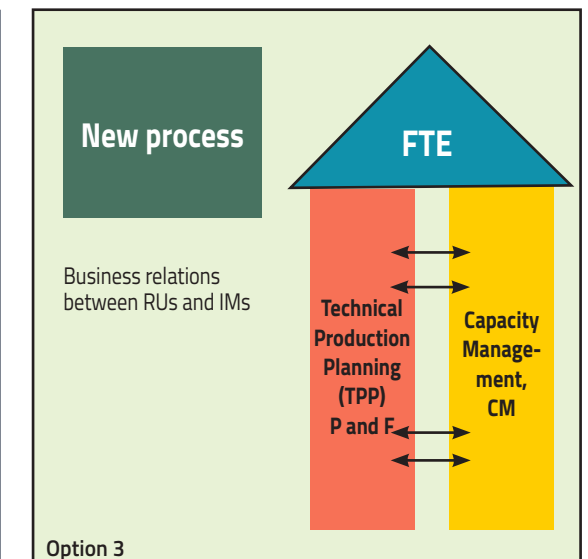 New process
FTE
Business relations
between RUs and IMs
Technical
Production
Planning
(TPP)
P and F
Capacity
Manage-
ment,
CM
Option 3